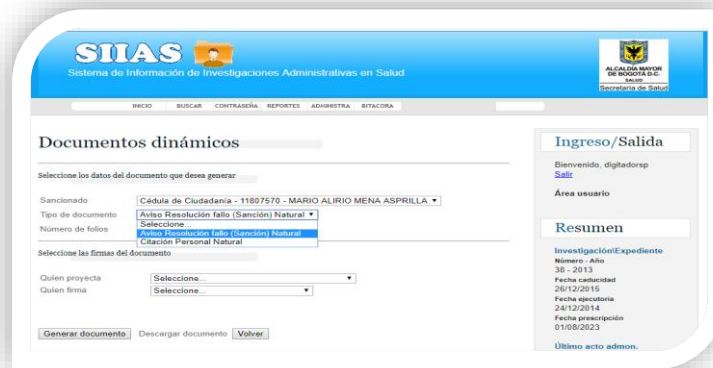 SIIAS
Sistema de Información de Investigaciones Administrativas en Salud
ALCALDÍA MAYOR
DE BOGOTÁ D.C.
SALUD
Secretaría de Salud
INICIO BUSCAR CONTRASEÑA REPORTES ADMINISTRA BITACORA
Documentos dinámicos
Seleccione los datos del documento que desea generar
Sancionado Cédula de Ciudadanía - 11807570 - MARIO ALIRIO MENA ASPRILLA
Tipo de documento Aviso Resolución fallo (Sanción) Natural
Seleccione...
Número de folios Aviso Resolución fallo (Sanción) Natural
Citación Personal Natural
Seleccione las firmas del documento
Quien proyecta Seleccione...
Quien firma Seleccione...
Generar documento Descargar documento Volver
Ingreso/Salida
Bienvenido, digitadorsp
Salir
Área usuario
Resumen
Investigación\Expediente
Número - Año
38 - 2013
Fecha caducidad
26/12/2015
Fecha ejecutoria
24/12/2014
Fecha prescripción
01/08/2023
Último acto admon.